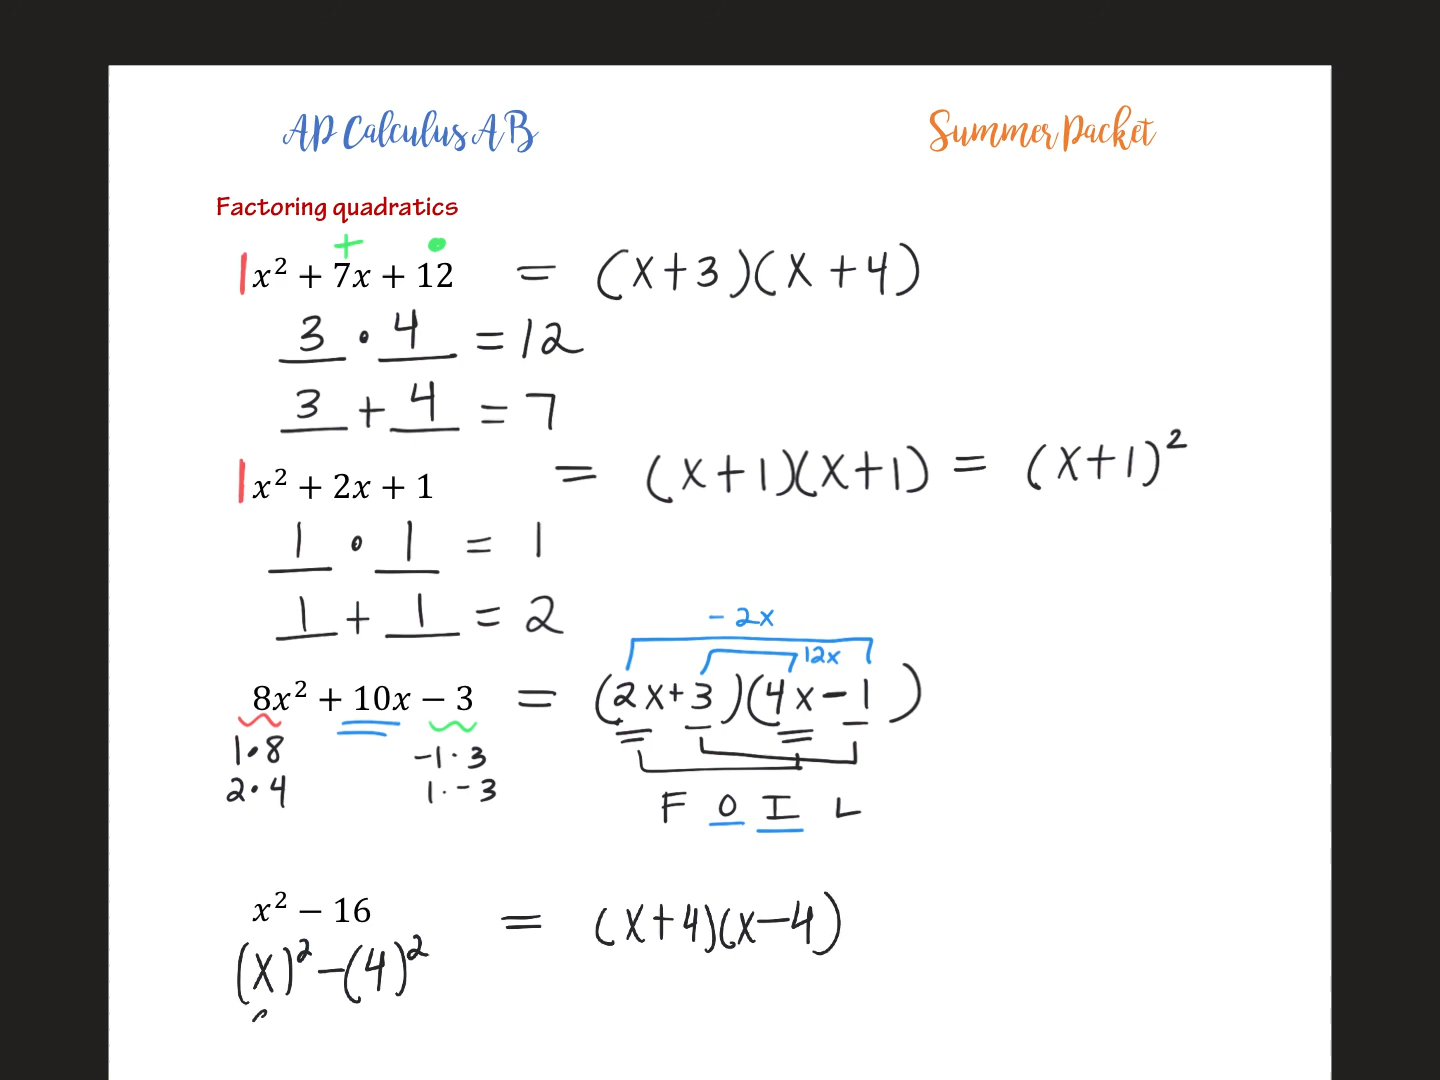 AP Calculus AB Summer Packet
Factoring quadratics
+ •
1x² + 7x + 12 = (x+3)(x+4)
3 • 4 = 12
3 + 4 = 7
1x² + 2x + 1 = (x+1)(x+1) = (x+1)²
1 • 1 = 1
1 + 1 = 2
- 2x
12x
8x² + 10x − 3 = (2x+3)(4x-1)
1•8 -1·3
2•4 1·-3
F O I L
x² − 16 = (x+4)(x-4)
(x)² - (4)²